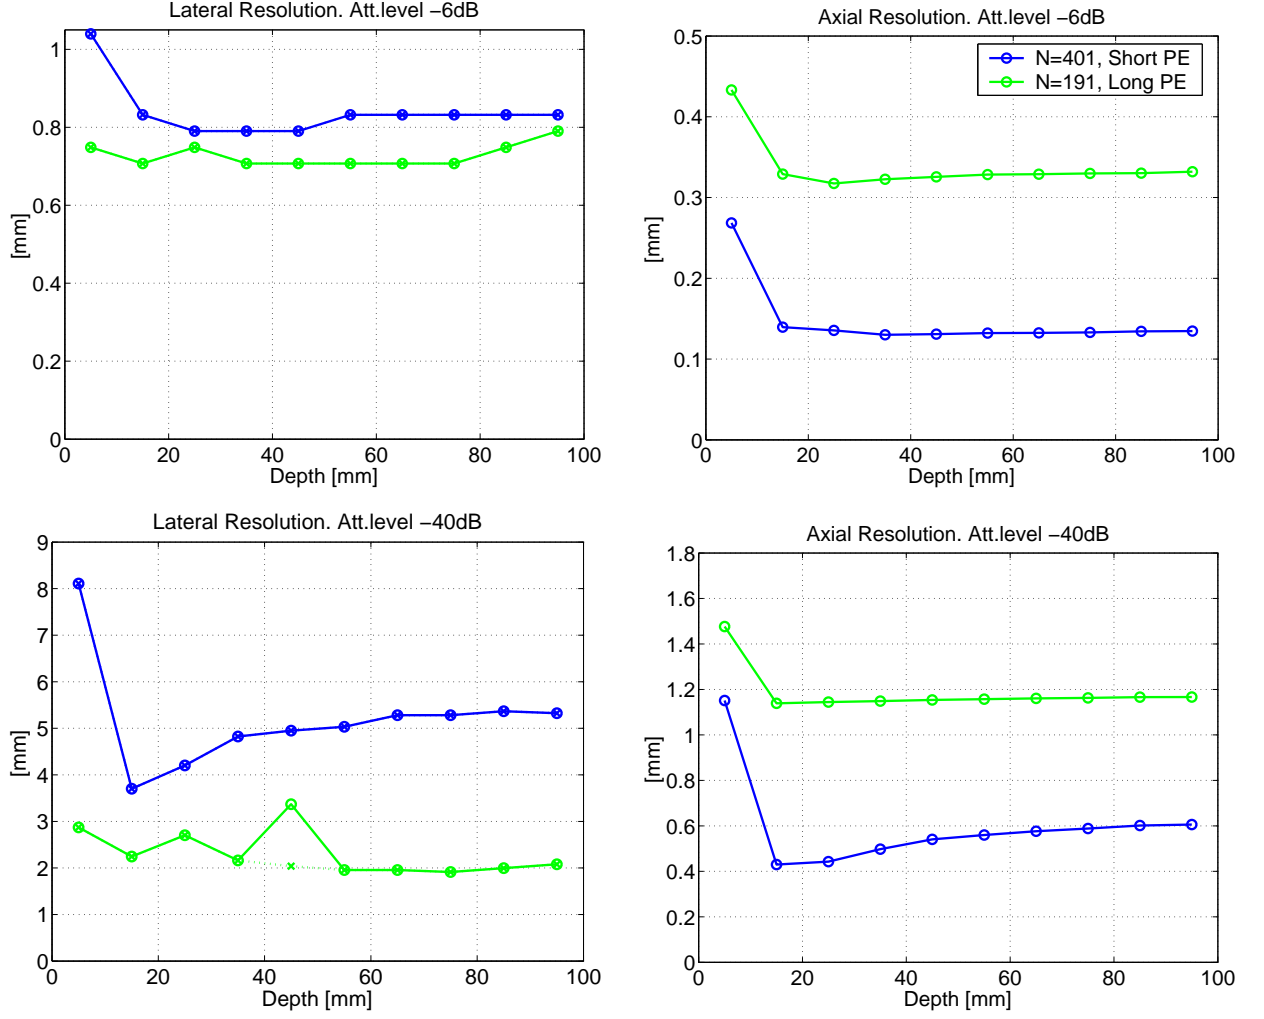 Lateral Resolution. Att.level −6dB
1
0.8
0.6
0.4
0.2
0
[mm]
0 20 40 60 80 100
Depth [mm]
Axial Resolution. Att.level −6dB
N=401, Short PE
N=191, Long PE
0.5
0.4
0.3
0.2
0.1
0
[mm]
0 20 40 60 80 100
Depth [mm]
Lateral Resolution. Att.level −40dB
9
8
7
6
5
4
3
2
1
0
[mm]
0 20 40 60 80 100
Depth [mm]
Axial Resolution. Att.level −40dB
1.8
1.6
1.4
1.2
1
0.8
0.6
0.4
0.2
0
[mm]
0 20 40 60 80 100
Depth [mm]